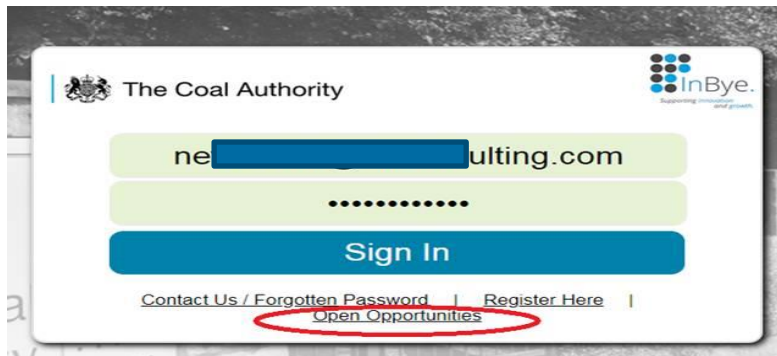 The Coal Authority
InBye.
Supporting innovation
and growth
ne ulting.com
••••••••••••
Sign In
Contact Us / Forgotten Password | Register Here |
Open Opportunities